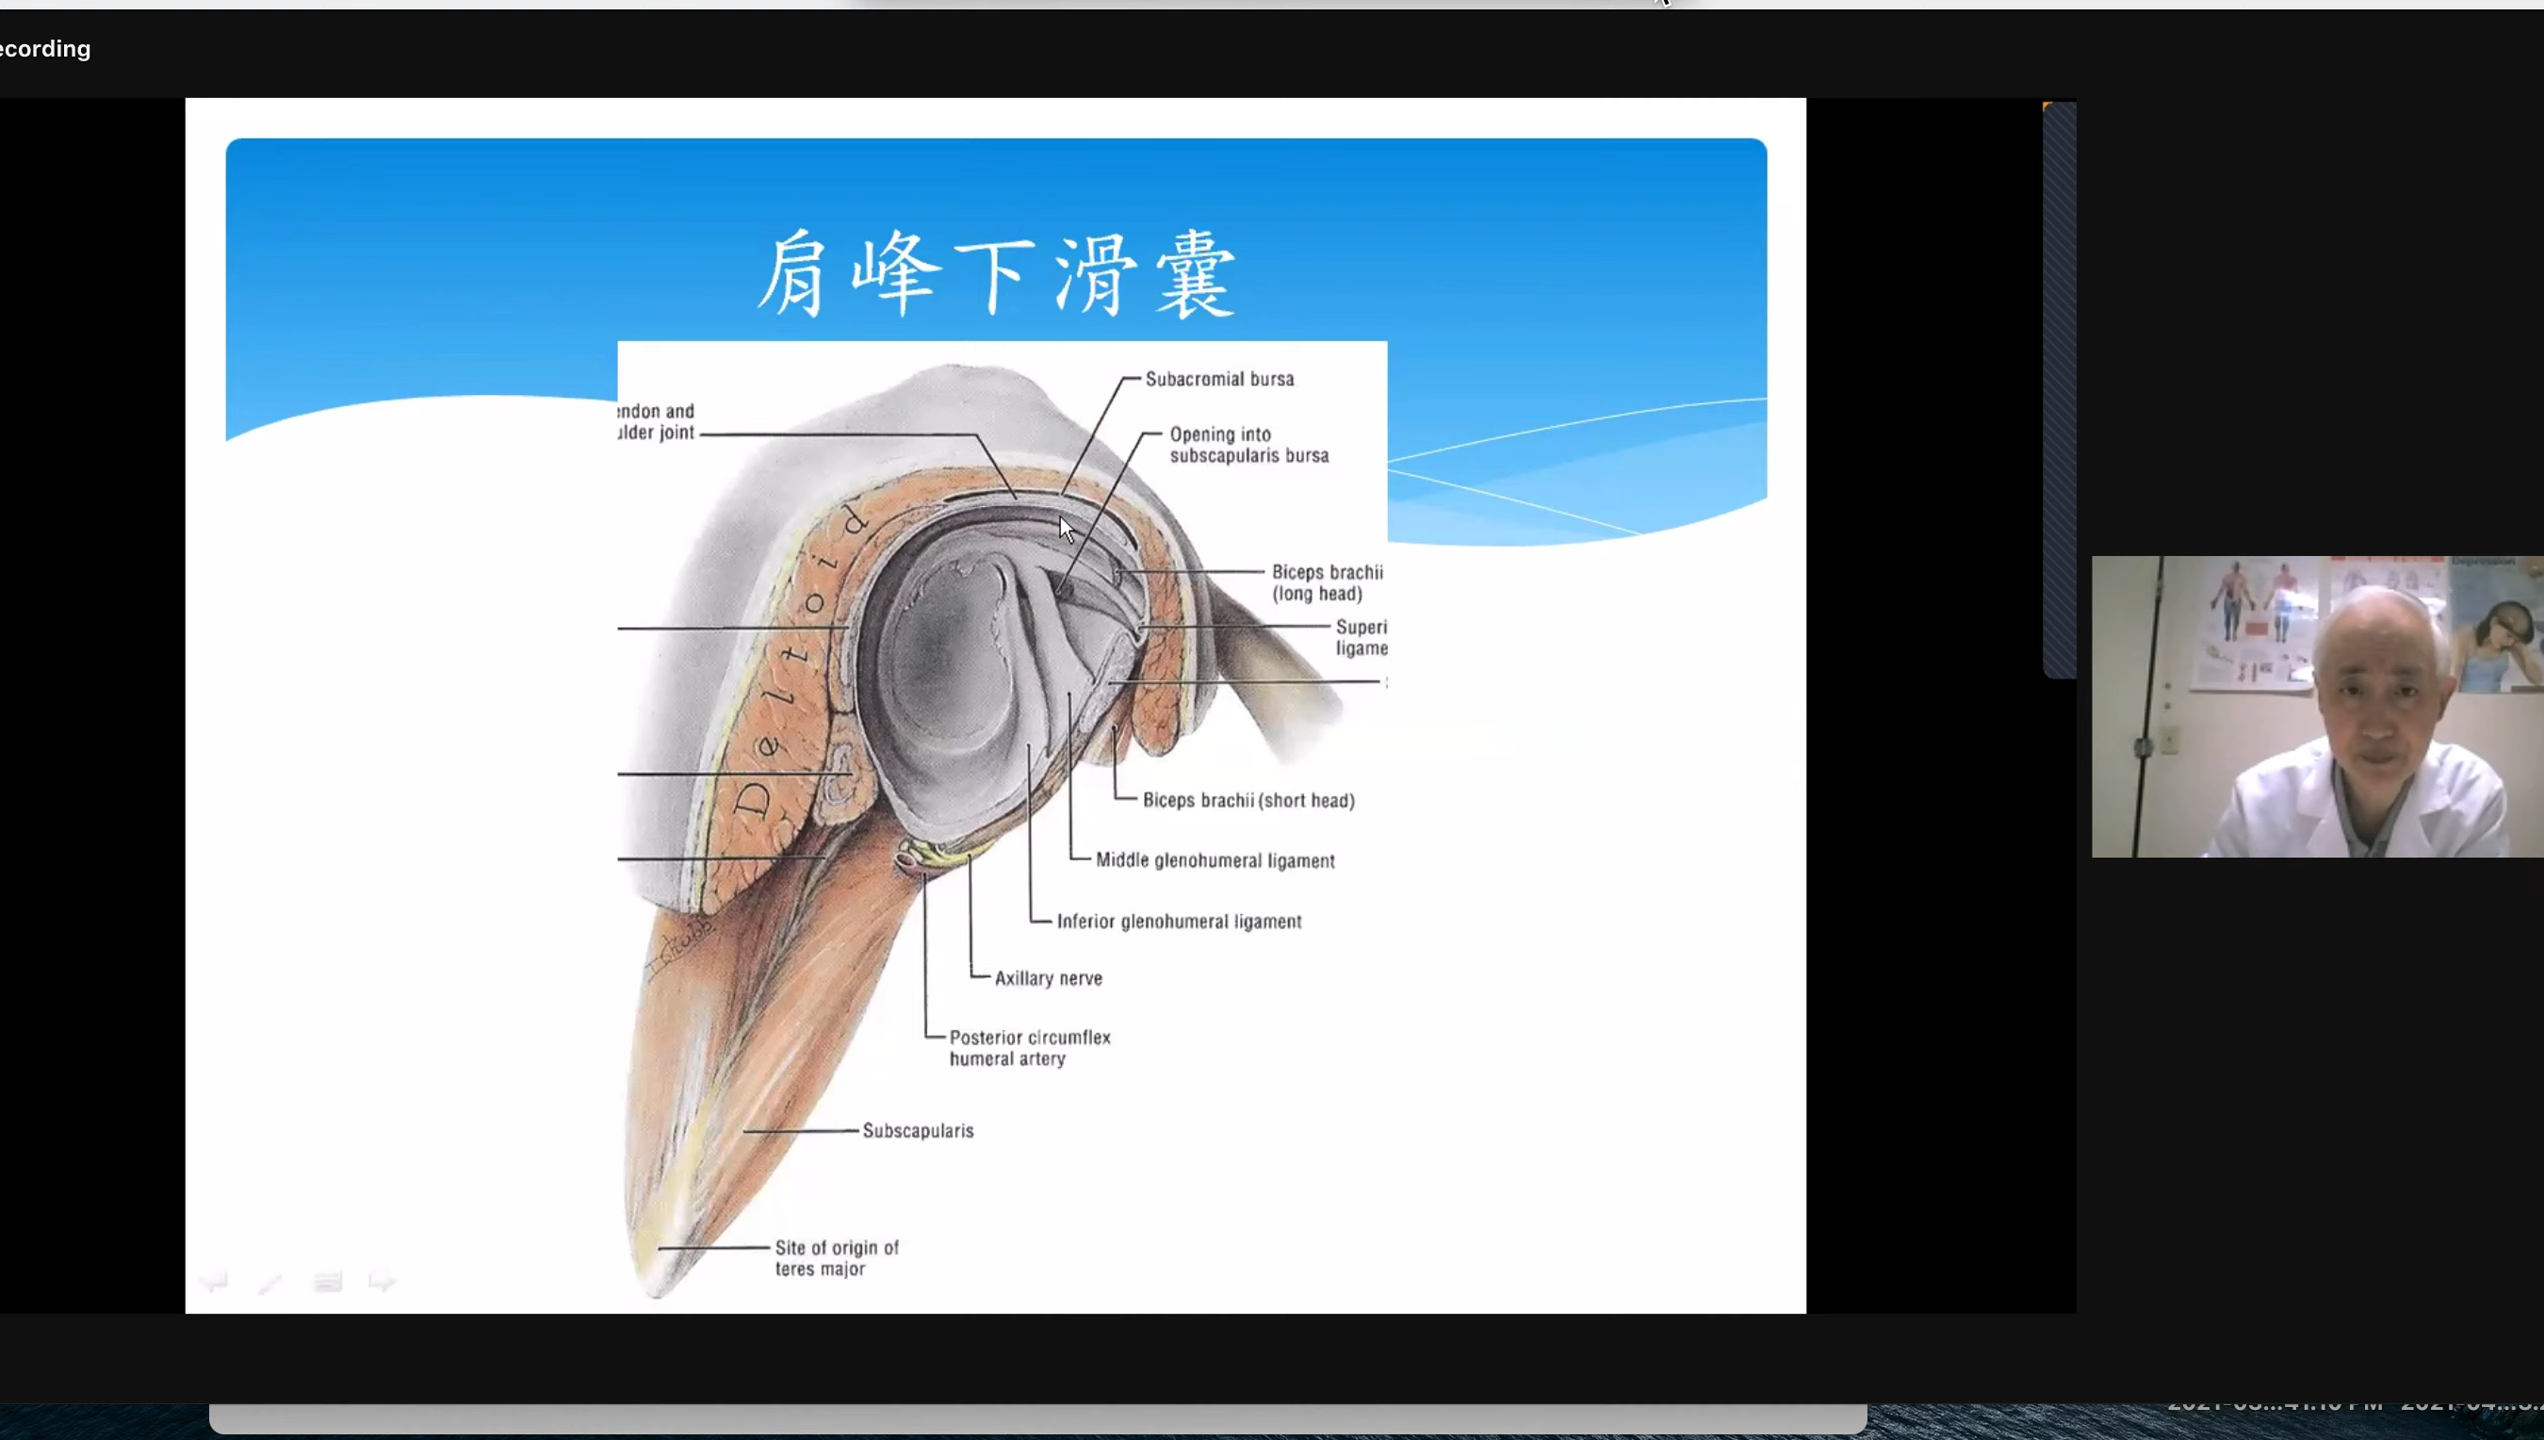 ecording
肩峰下滑囊
Subacromial bursa
endon and
ulder joint
Opening into
subscapularis bursa
Deltoid
Biceps brachii
(long head)
Superi
ligame
Biceps brachii (short head)
Middle glenohumeral ligament
Inferior glenohumeral ligament
Axillary nerve
Posterior circumflex
humeral artery
Subscapularis
Site of origin of
teres major